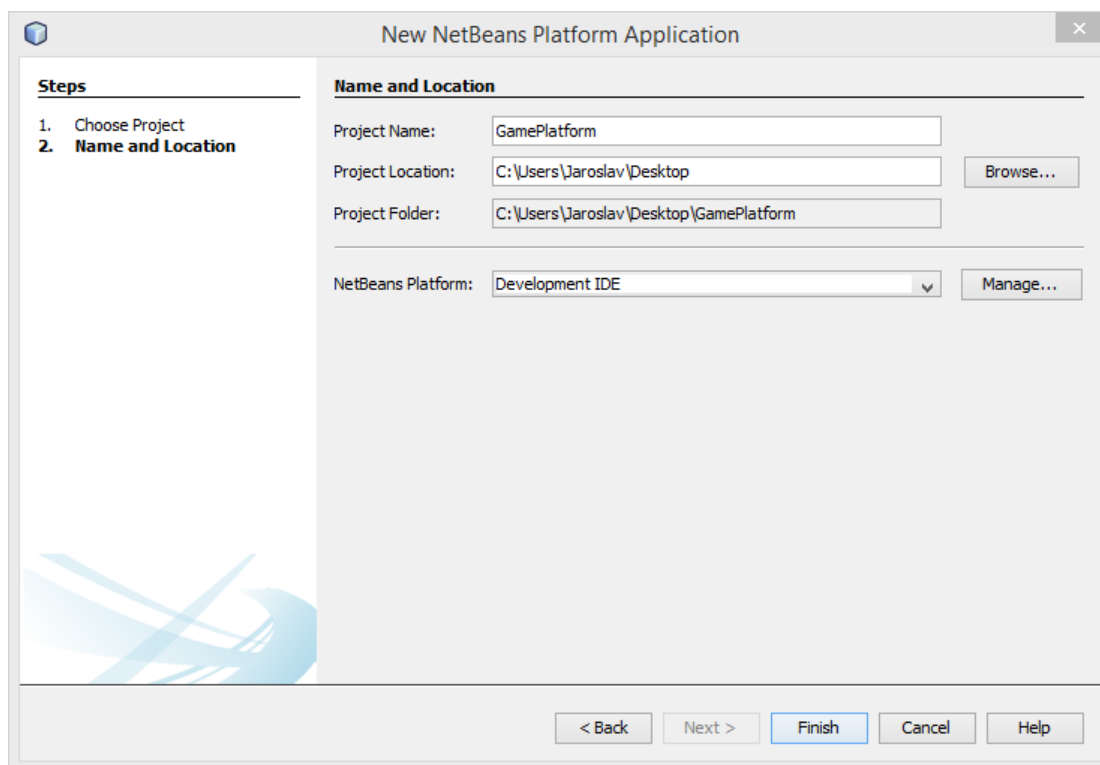 New NetBeans Platform Application
Steps
1. Choose Project
2. Name and Location
Name and Location
Project Name: GamePlatform
Project Location: C:\Users\Jaroslav\Desktop Browse...
Project Folder: C:\Users\Jaroslav\Desktop\GamePlatform
NetBeans Platform: Development IDE Manage...
< Back Next > Finish Cancel Help